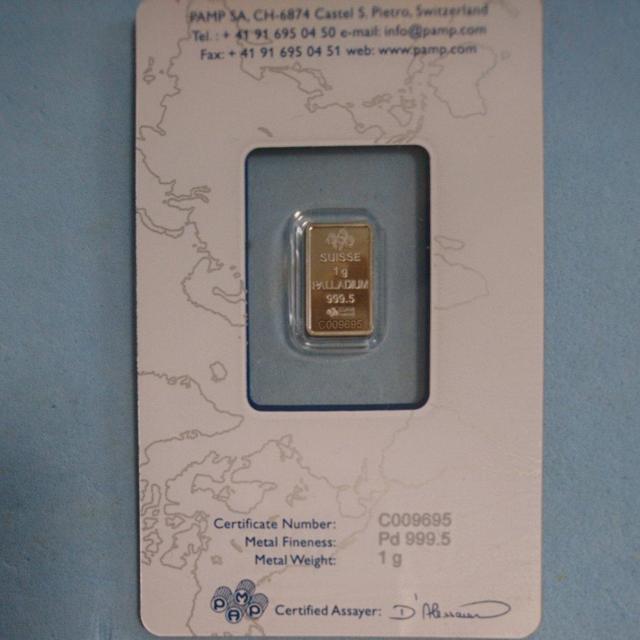 PAMP SA, CH-6874 Castel S. Pietro, Switzerland
Tel. : + 41 91 695 04 50 e-mail: info@pamp.com
Fax: + 41 91 695 04 51 web: www.pamp.com
SUISSE
1 g
PALLADIUM
999.5
C009695
Certificate Number: C009695
Metal Fineness: Pd 999.5
Metal Weight: 1 g
PAMP Certified Assayer: